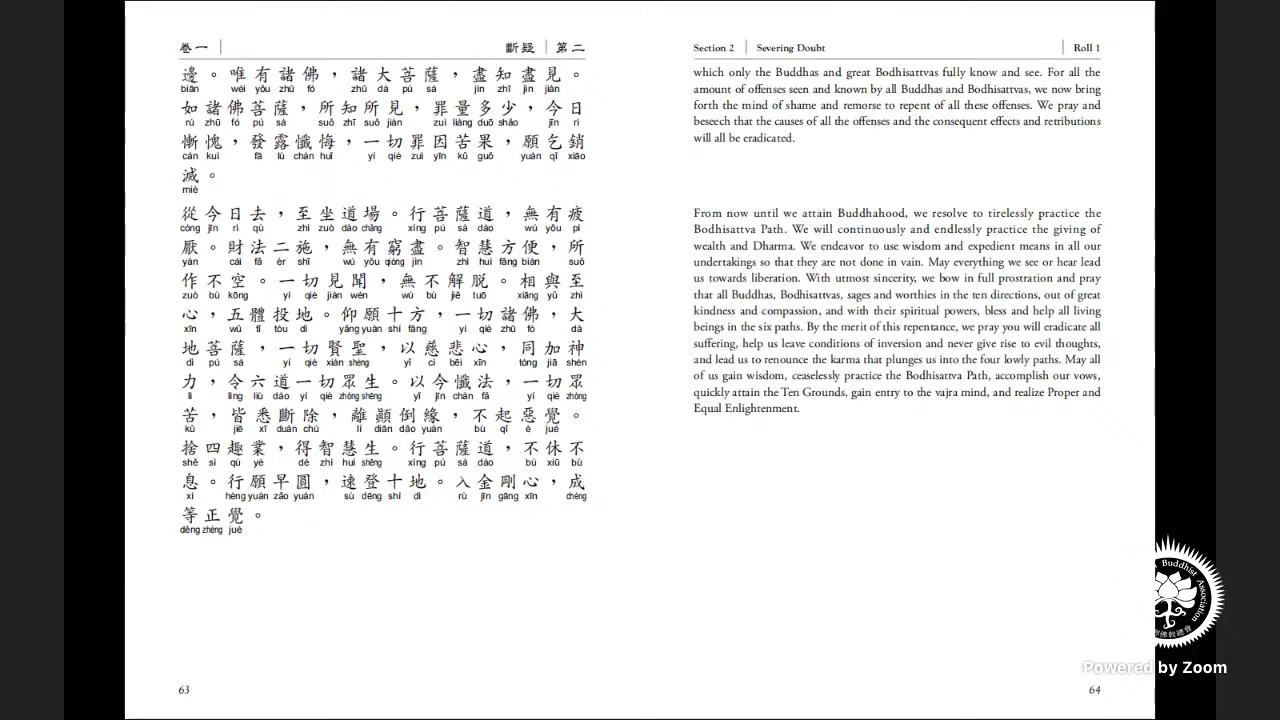 卷一
斷疑 第二
邊。唯有諸佛，諸大菩薩，盡知盡見。
biān wéi yǒu zhū fó zhū dà pú sà jìn zhī jìn jiàn
如諸佛菩薩，所知所見，罪量多少，今日
rú zhū fó pú sà suǒ zhī suǒ jiàn zuì liàng duō shǎo jīn rì
慚愧，發露懺悔，一切罪因苦果，願乞銷
cán kuì fā lù chàn huǐ yí qiè zuì yīn kǔ guǒ yuàn qǐ xiāo
滅。
miè
從今日去，至坐道場。行菩薩道，無有疲
cóng jīn rì qù zhì zuò dào chǎng xíng pú sà dào wú yǒu pí
厭。財法二施，無有窮盡。智慧方便，所
yàn cái fǎ èr shī wú yǒu qióng jìn zhì huì fāng biàn suǒ
作不空。一切見聞，無不解脫。相與至
zuò bù kōng yí qiè jiàn wén wú bù jiě tuō xiāng yǔ zhì
心，五體投地。仰願十方，一切諸佛，大
xīn wǔ tǐ tóu dì yǎng yuàn shí fāng yí qiè zhū fó dà
地菩薩，一切賢聖，以慈悲心，同加神
dì pú sà yí qiè xián shèng yǐ cí bēi xīn tóng jiā shén
力，令六道一切眾生。以今懺法，一切眾
lì lìng liù dào yí qiè zhòng shēng yǐ jīn chàn fǎ yí qiè zhòng
苦，皆悉斷除，離顛倒緣，不起惡覺。
kǔ jiē xī duàn chú lí diān dǎo yuán bù qǐ è jué
捨四趣業，得智慧生。行菩薩道，不休不
shě sì qù yè dé zhì huì shēng xíng pú sà dào bù xiū bù
息。行願早圓，速登十地。入金剛心，成
xí hèng yuàn zǎo yuán sù dēng shí dì rù jīn gāng xīn chéng
等正覺。
děng zhèng jué
63
Section 2 Severing Doubt Roll 1
which only the Buddhas and great Bodhisattvas fully know and see. For all the
amount of offenses seen and known by all Buddhas and Bodhisattvas, we now bring
forth the mind of shame and remorse to repent of all these offenses. We pray and
beseech that the causes of all the offenses and the consequent effects and retributions
will all be eradicated.
From now until we attain Buddhahood, we resolve to tirelessly practice the
Bodhisattva Path. We will continuously and endlessly practice the giving of
wealth and Dharma. We endeavor to use wisdom and expedient means in all our
undertakings so that they are not done in vain. May everything we see or hear lead
us towards liberation. With utmost sincerity, we bow in full prostration and pray
that all Buddhas, Bodhisattvas, sages and worthies in the ten directions, out of great
kindness and compassion, and with their spiritual powers, bless and help all living
beings in the six paths. By the merit of this repentance, we pray you will eradicate all
suffering, help us leave conditions of inversion and never give rise to evil thoughts,
and lead us to renounce the karma that plunges us into the four lowly paths. May all
of us gain wisdom, ceaselessly practice the Bodhisattva Path, accomplish our vows,
quickly attain the Ten Grounds, gain entry to the vajra mind, and realize Proper and
Equal Enlightenment.
64
Buddhist Association
佛教總會
Powered by Zoom